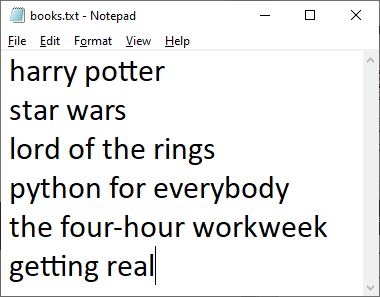 books.txt - Notepad
File Edit Format View Help
harry potter
star wars
lord of the rings
python for everybody
the four-hour workweek
getting real